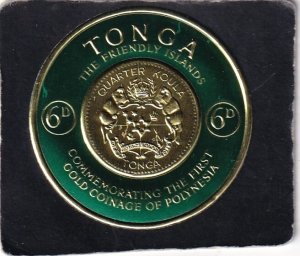 TONGA
THE FRIENDLY ISLANDS
QUARTER KOULA
TONGA
6D
6D
COMMEMORATING THE FIRST
GOLD COINAGE OF POLYNESIA